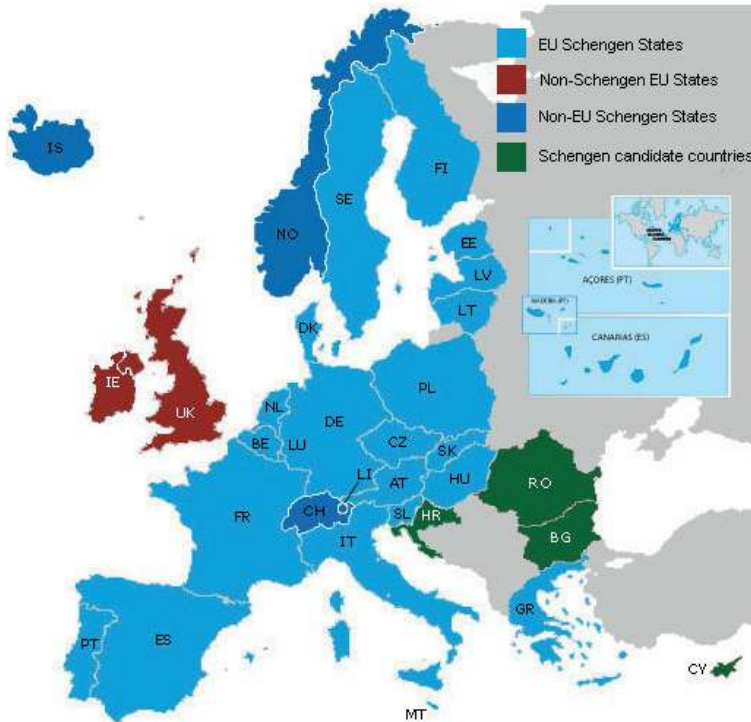 EU Schengen States
Non-Schengen EU States
Non-EU Schengen States
Schengen candidate countries
IS
FI
SE
NO
EE
LV
LT
AÇORES (PT)
MADEIRA (PT)
CANARIAS (ES)
DK
IE
UK
NL
DE
PL
BE
LU
CZ
SK
LI
AT
HU
RO
FR
CH
SL
HR
IT
BG
PT
ES
GR
CY
MT